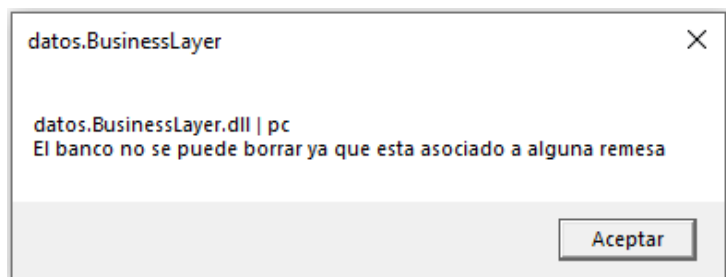 datos.BusinessLayer
datos.BusinessLayer.dll | pc
El banco no se puede borrar ya que esta asociado a alguna remesa
Aceptar